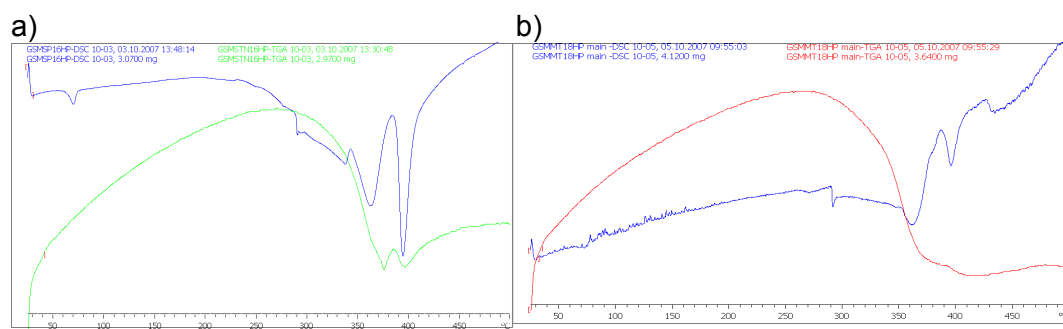 a)
GSMSP16HP-DSC 10-03, 03.10.2007 13:48:14
GSMSP16HP-DSC 10-03, 3.0700 mg
GSMSTN16HP-TGA 10-03, 03.10.2007 13:30:48
GSMSTN16HP-TGA 10-03, 2.9700 mg
50 100 150 200 250 300 350 400 450 °C
b)
GSMMT18HP main -DSC 10-05, 05.10.2007 09:55:03
GSMMT18HP main -DSC 10-05, 4.1200 mg
GSMMT18HP main-TGA 10-05, 05.10.2007 09:55:29
GSMMT18HP main-TGA 10-05, 3.6400 mg
50 100 150 200 250 300 350 400 450